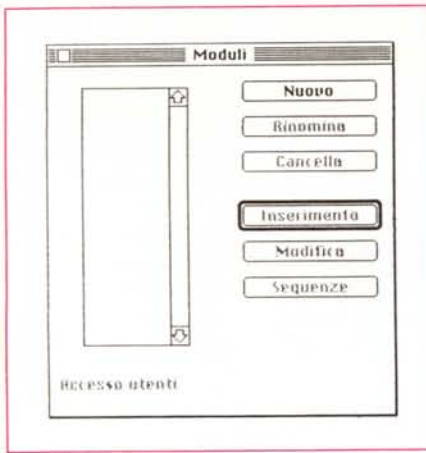 Moduli
Nuovo
Rinomina
Cancella
Inserimento
Modifica
Sequenze
Accesso utenti